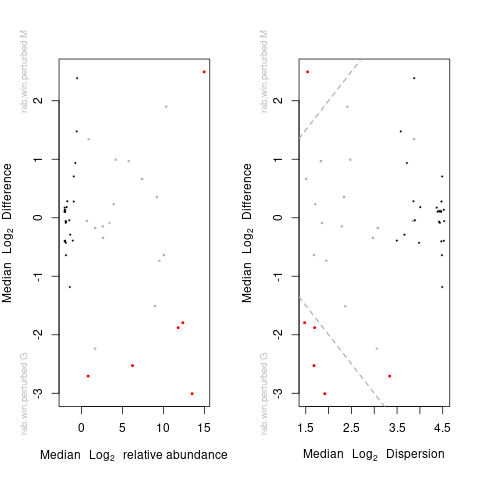 rab.win.perturbed M
rab.win.perturbed G
Median Log2 Difference
2
1
0
-1
-2
-3
0 5 10 15
Median Log2 relative abundance
rab.win.perturbed M
rab.win.perturbed G
Median Log2 Difference
2
1
0
-1
-2
-3
1.5 2.5 3.5 4.5
Median Log2 Dispersion